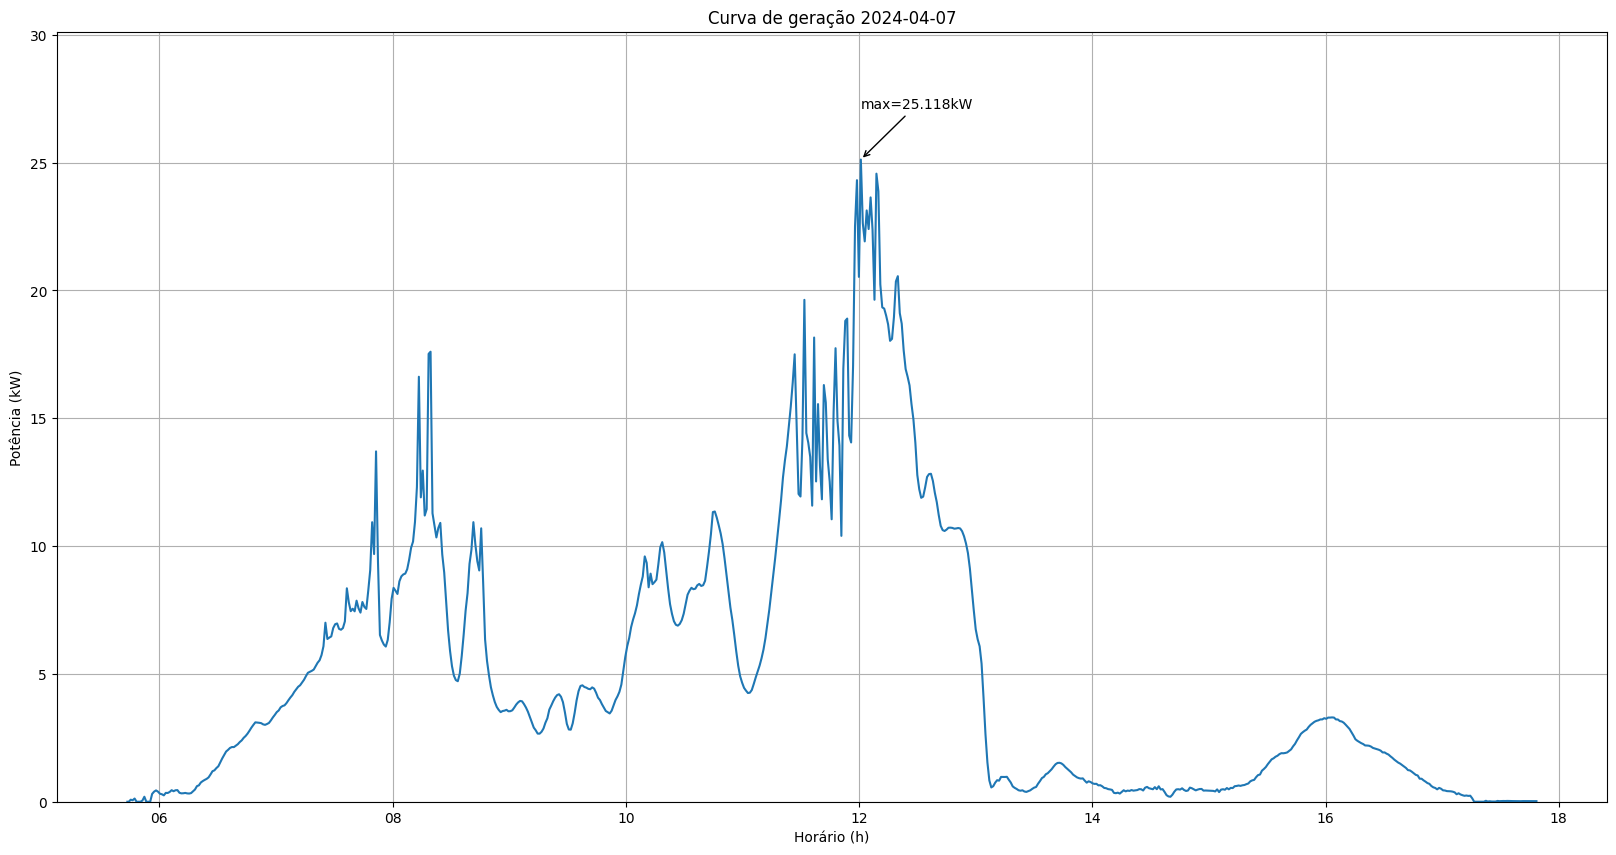 Curva de geração 2024-04-07
30
25
20
15
10
5
0
Potência (kW)
max=25.118kW
06 08 10 12 14 16 18
Horário (h)